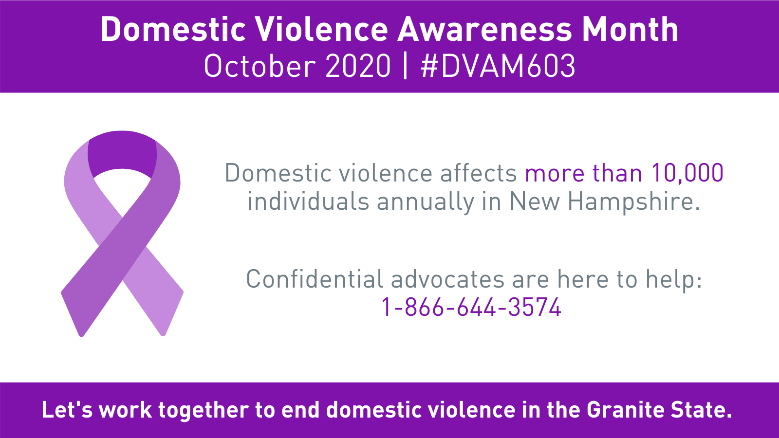 Domestic Violence Awareness Month
October 2020 | #DVAM603
Domestic violence affects more than 10,000
individuals annually in New Hampshire.
Confidential advocates are here to help:
1-866-644-3574
Let's work together to end domestic violence in the Granite State.